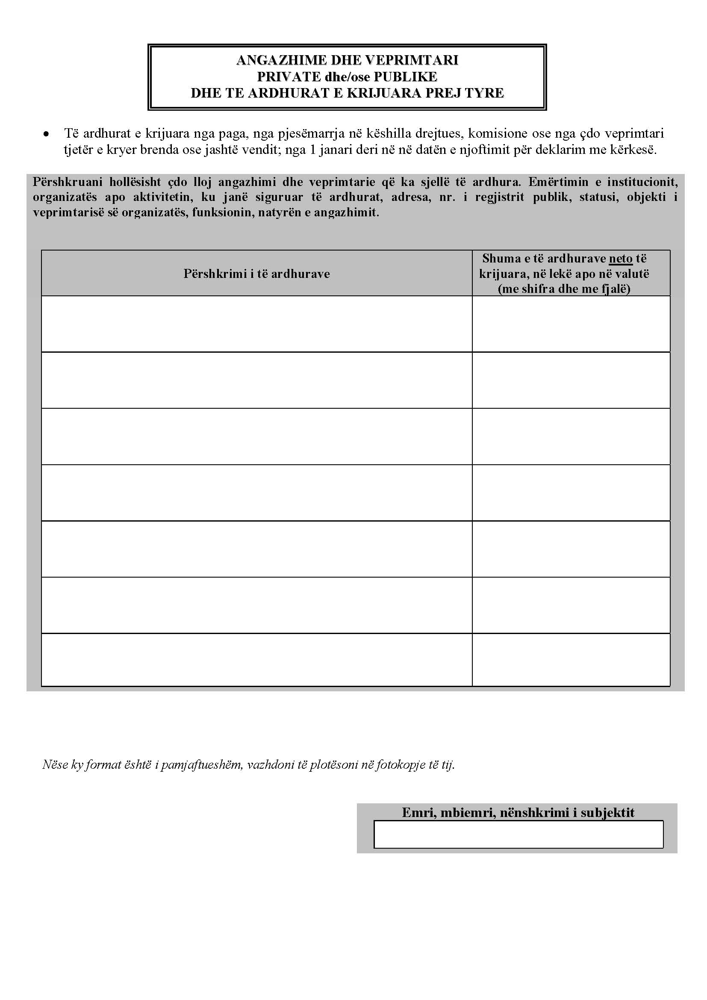 ANGAZHIME DHE VEPRIMTARI
PRIVATE dhe/ose PUBLIKE
DHE TE ARDHURAT E KRIJUARA PREJ TYRE
• Të ardhurat e krijuara nga paga, nga pjesëmarrja në këshilla drejtues, komisione ose nga çdo veprimtari
tjetër e kryer brenda ose jashtë vendit; nga 1 janari deri në në datën e njoftimit për deklarim me kërkesë.
Përshkruani hollësisht çdo lloj angazhimi dhe veprimtarie që ka sjellë të ardhura. Emërtimin e institucionit,
organizatës apo aktivitetin, ku janë siguruar të ardhurat, adresa, nr. i regjistrit publik, statusi, objekti i
veprimtarisë së organizatës, funksionin, natyrën e angazhimit.
Përshkrimi i të ardhurave
Shuma e të ardhurave neto të
krijuara, në lekë apo në valutë
(me shifra dhe me fjalë)
Nëse ky format është i pamjaftueshëm, vazhdoni të plotësoni në fotokopje të tij.
Emri, mbiemri, nënshkrimi i subjektit